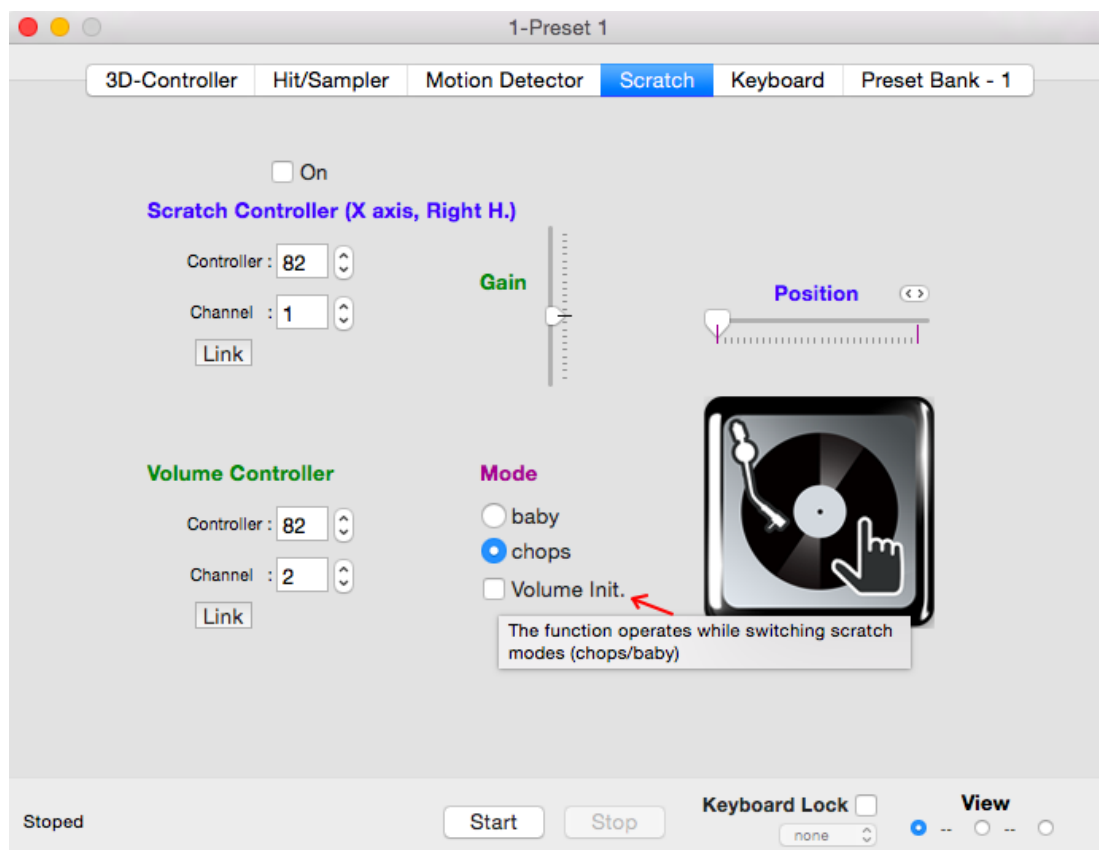 1-Preset 1
3D-Controller Hit/Sampler Motion Detector Scratch Keyboard Preset Bank - 1
On
Scratch Controller (X axis, Right H.)
Controller : 82
Channel : 1
Link
Gain
Position
Volume Controller
Controller : 82
Channel : 2
Link
Mode
baby
chops
Volume Init.
The function operates while switching scratch
modes (chops/baby)
Stoped
Start
Stop
Keyboard Lock
none
View
-- --